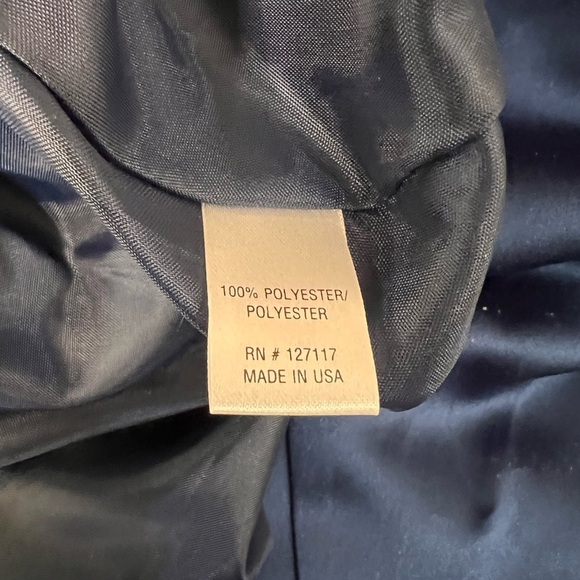 100% POLYESTER/
POLYESTER
RN # 127117
MADE IN USA